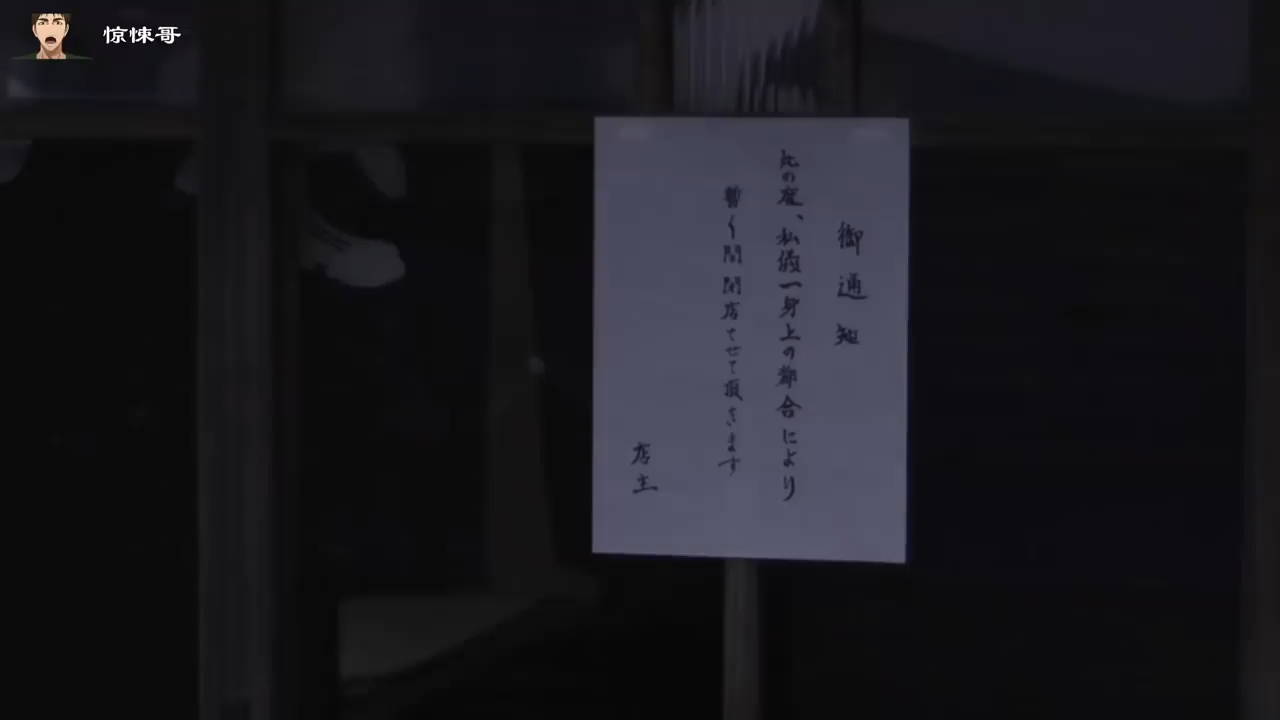 惊悚哥
御通知
此の度、私儀一身上の都合により
暫く間閉店させて頂きます
店主